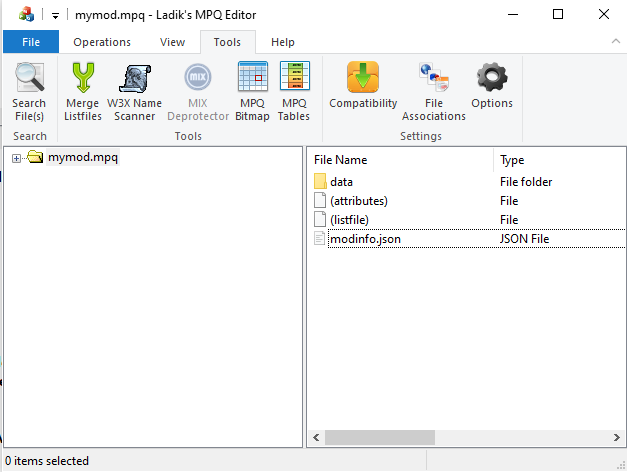 mymod.mpq - Ladik's MPQ Editor
File Operations View Tools Help
Search File(s)
Merge Listfiles
W3X Name Scanner
MIX Deprotector
MPQ Bitmap
MPQ Tables
Compatibility
File Associations
Options
Search Tools Settings
mymod.mpq
File Name Type
data File folder
(attributes) File
(listfile) File
modinfo.json JSON File
0 items selected